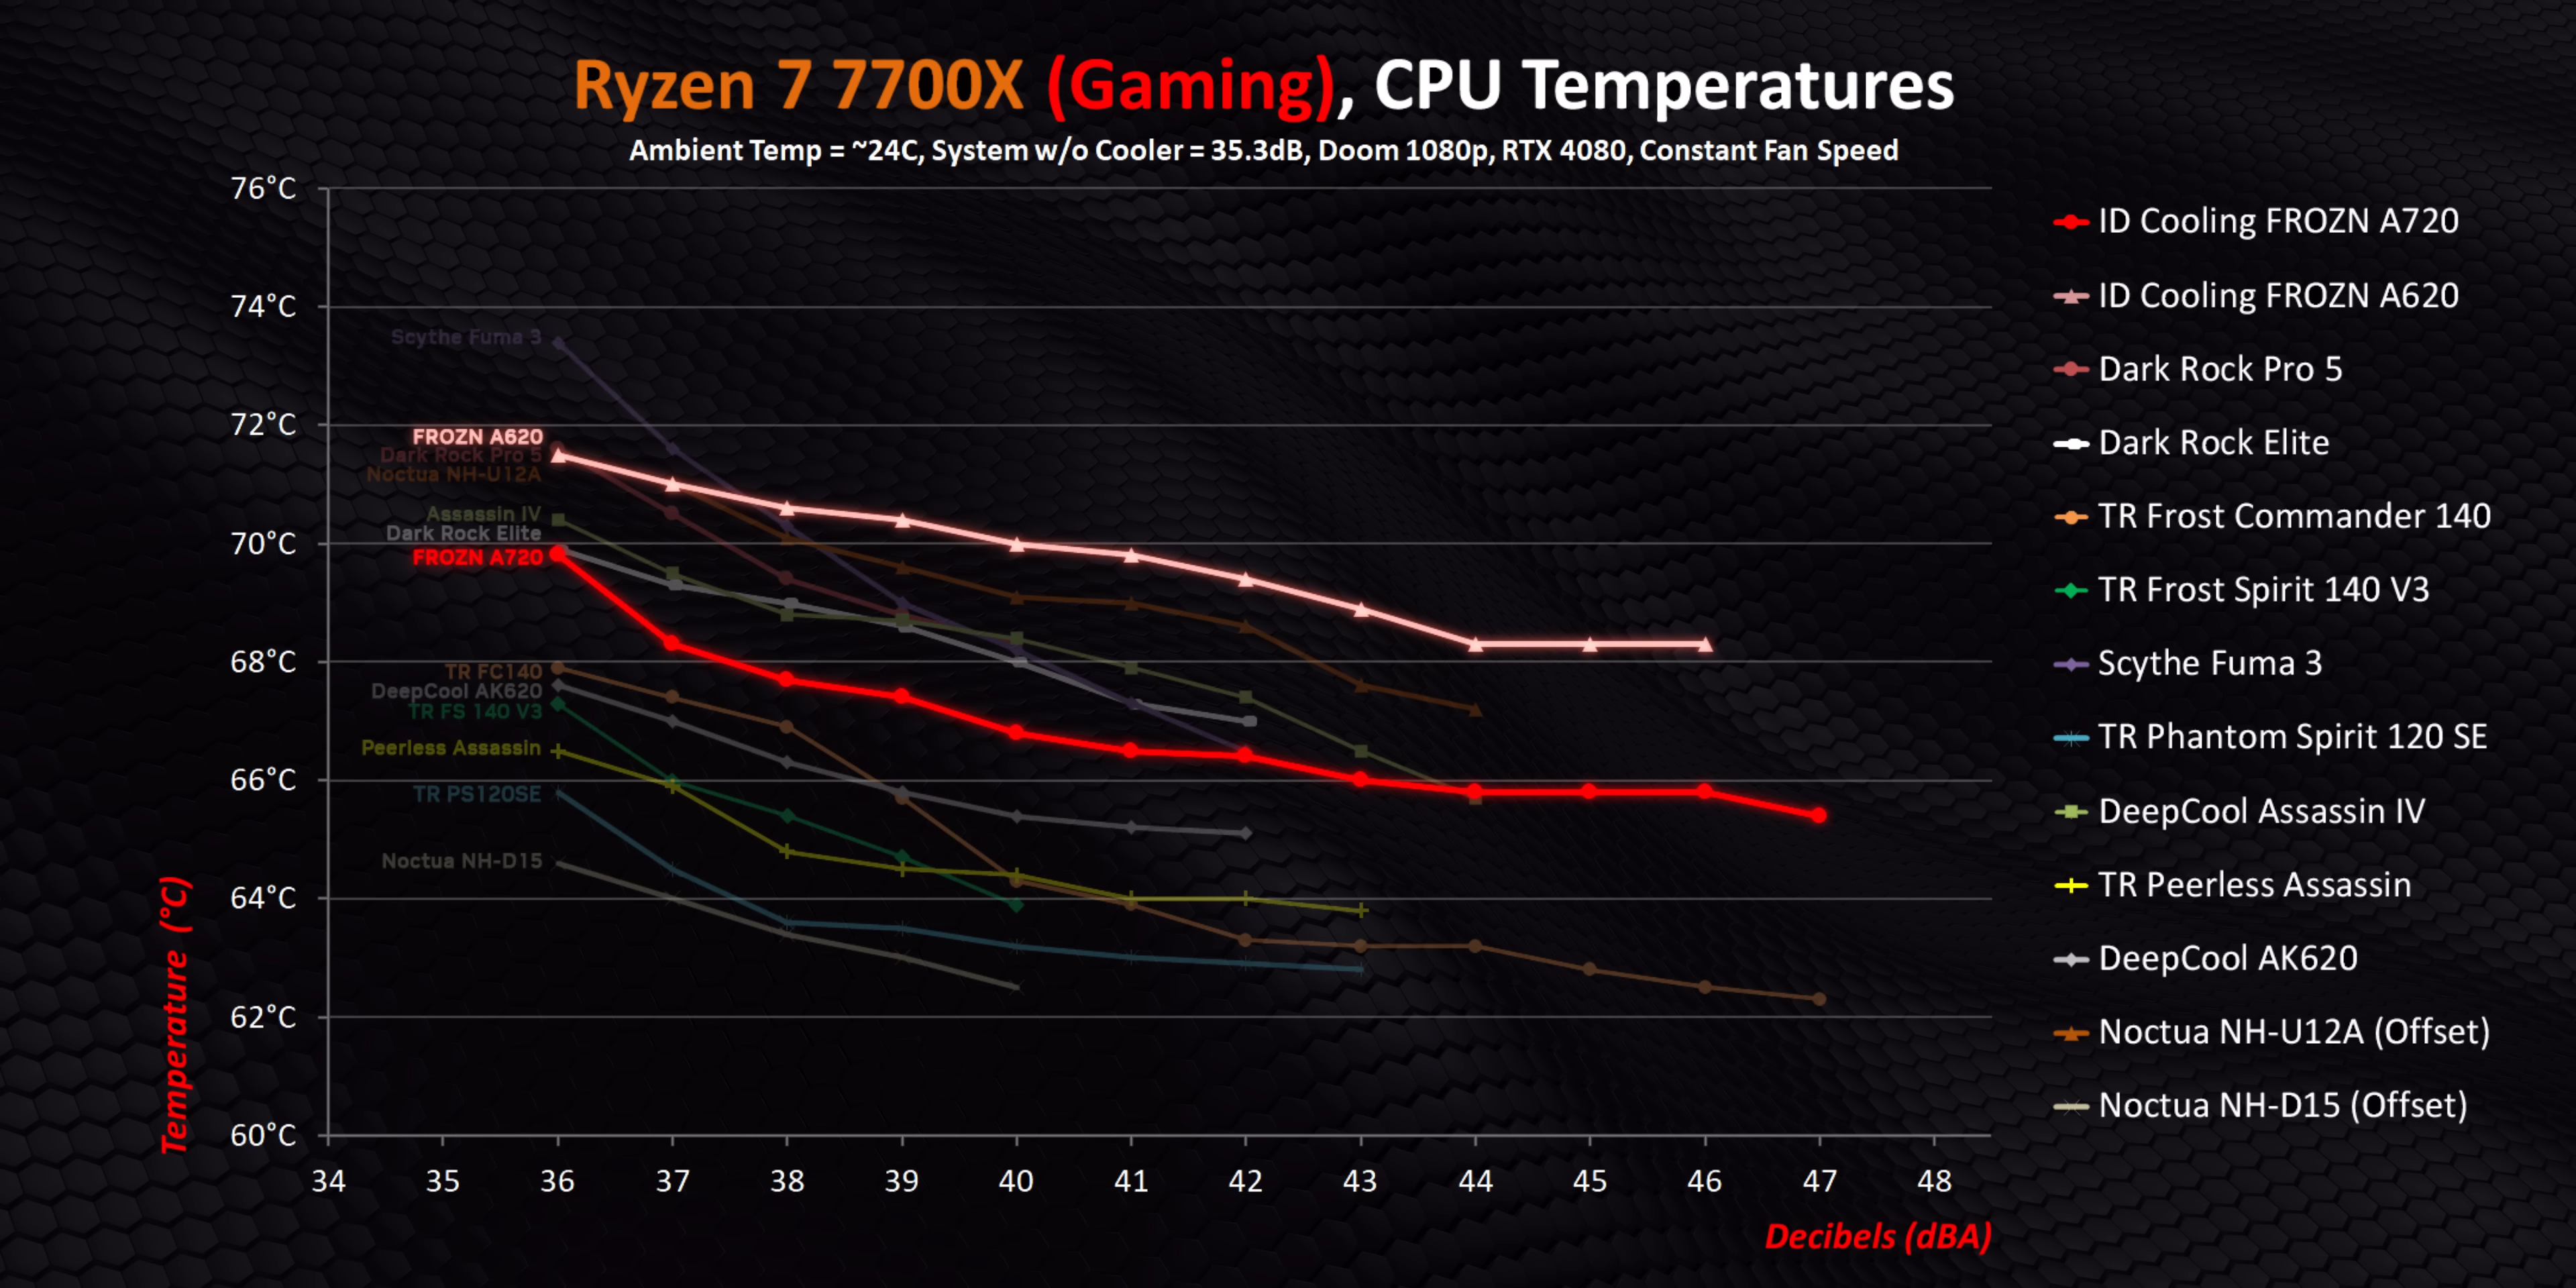 Ryzen 7 7700X (Gaming), CPU Temperatures
Ambient Temp = ~24C, System w/o Cooler = 35.3dB, Doom 1080p, RTX 4080, Constant Fan Speed
76°C
74°C
72°C
70°C
68°C
66°C
64°C
62°C
60°C
Temperature (°C)
Scythe Fuma 3
FROZN A620
Dark Rock Pro 5
Noctua NH-U12A
Assassin IV
Dark Rock Elite
FROZN A720
TR FC140
DeepCool AK620
TR FS 140 V3
Peerless Assassin
TR PS120SE
Noctua NH-D15
34 35 36 37 38 39 40 41 42 43 44 45 46 47 48
Decibels (dBA)
ID Cooling FROZN A720
ID Cooling FROZN A620
Dark Rock Pro 5
Dark Rock Elite
TR Frost Commander 140
TR Frost Spirit 140 V3
Scythe Fuma 3
TR Phantom Spirit 120 SE
DeepCool Assassin IV
TR Peerless Assassin
DeepCool AK620
Noctua NH-U12A (Offset)
Noctua NH-D15 (Offset)